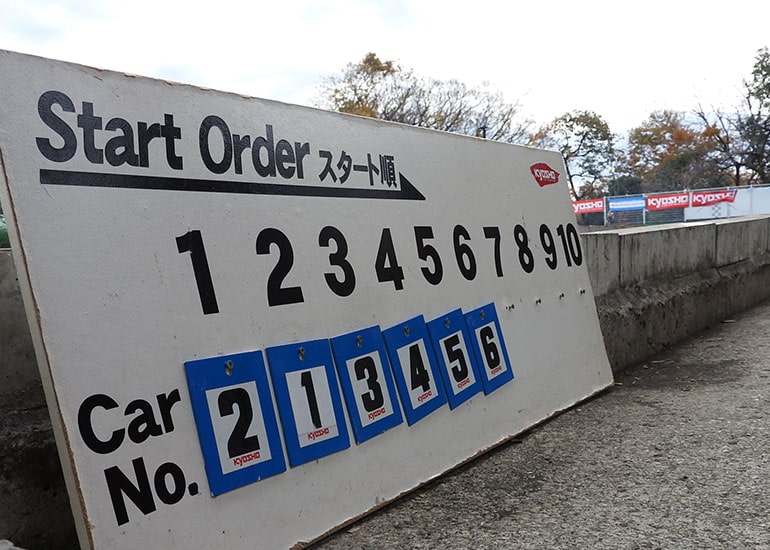 Start Order スタート順
KYOSHO
1 2 3 4 5 6 7 8 9 10
Car No.
2 1 3 4 5 6
KYOSHO KYOSHO KYOSHO KYOSHO KYOSHO KYOSHO
KYOSHO KYOSHO KYOSHO